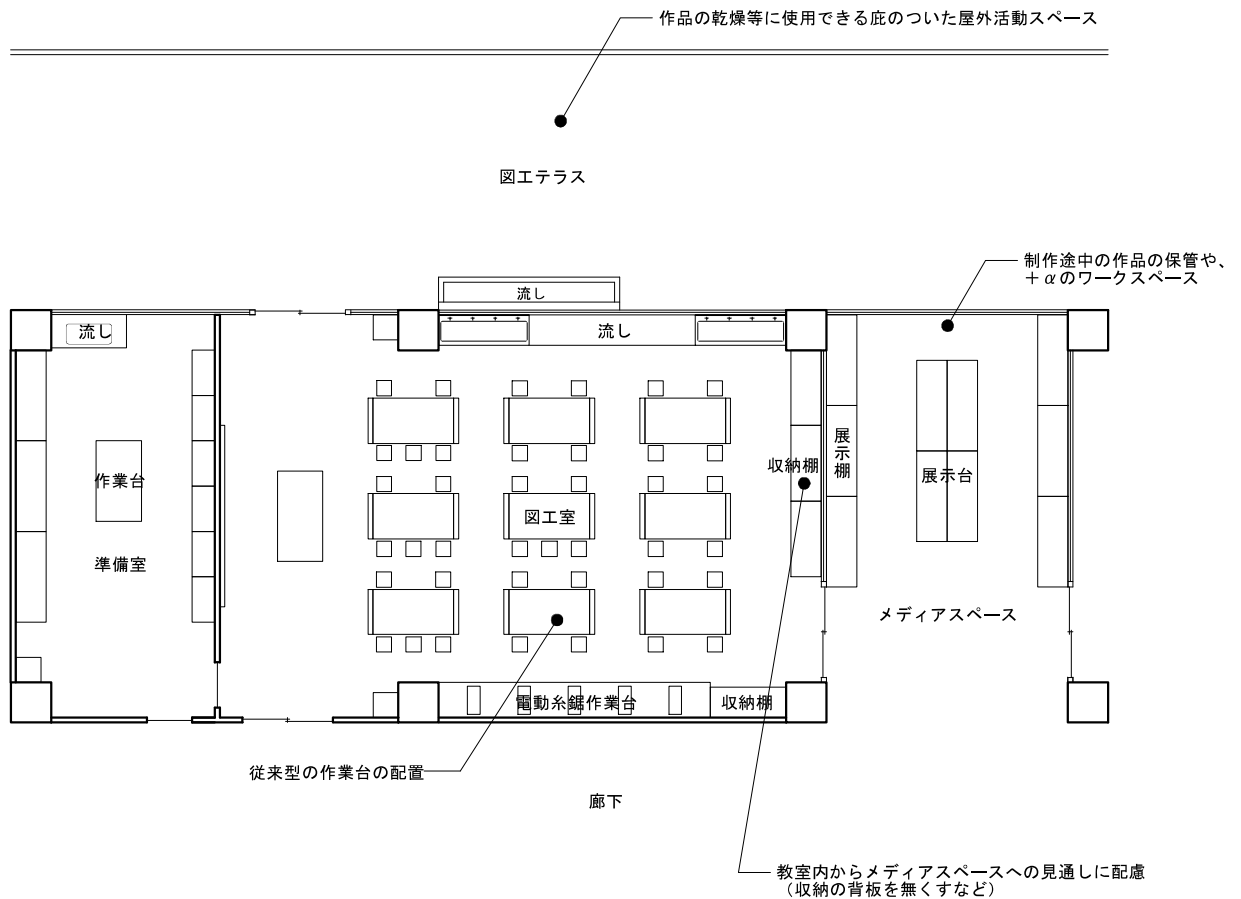 作品の乾燥等に使用できる庇のついた屋外活動スペース
図工テラス
制作途中の作品の保管や、
+αのワークスペース
流し
流し
流し
展示棚
収納棚
展示台
作業台
図工室
準備室
メディアスペース
電動糸鋸作業台
収納棚
従来型の作業台の配置
廊下
教室内からメディアスペースへの見通しに配慮
（収納の背板を無くすなど）